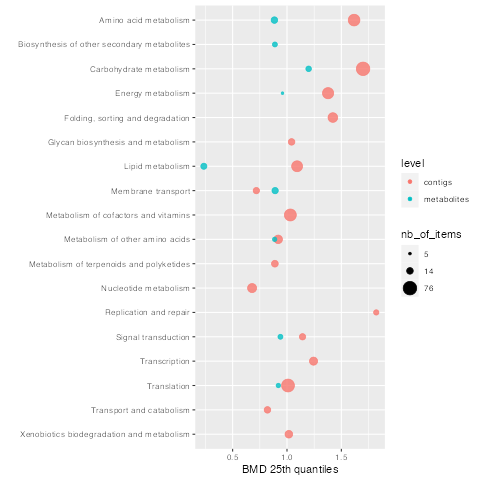 Amino acid metabolism
Biosynthesis of other secondary metabolites
Carbohydrate metabolism
Energy metabolism
Folding, sorting and degradation
Glycan biosynthesis and metabolism
Lipid metabolism
Membrane transport
Metabolism of cofactors and vitamins
Metabolism of other amino acids
Metabolism of terpenoids and polyketides
Nucleotide metabolism
Replication and repair
Signal transduction
Transcription
Translation
Transport and catabolism
Xenobiotics biodegradation and metabolism
0.5 1.0 1.5
BMD 25th quantiles
level
contigs
metabolites
nb_of_items
5
14
76